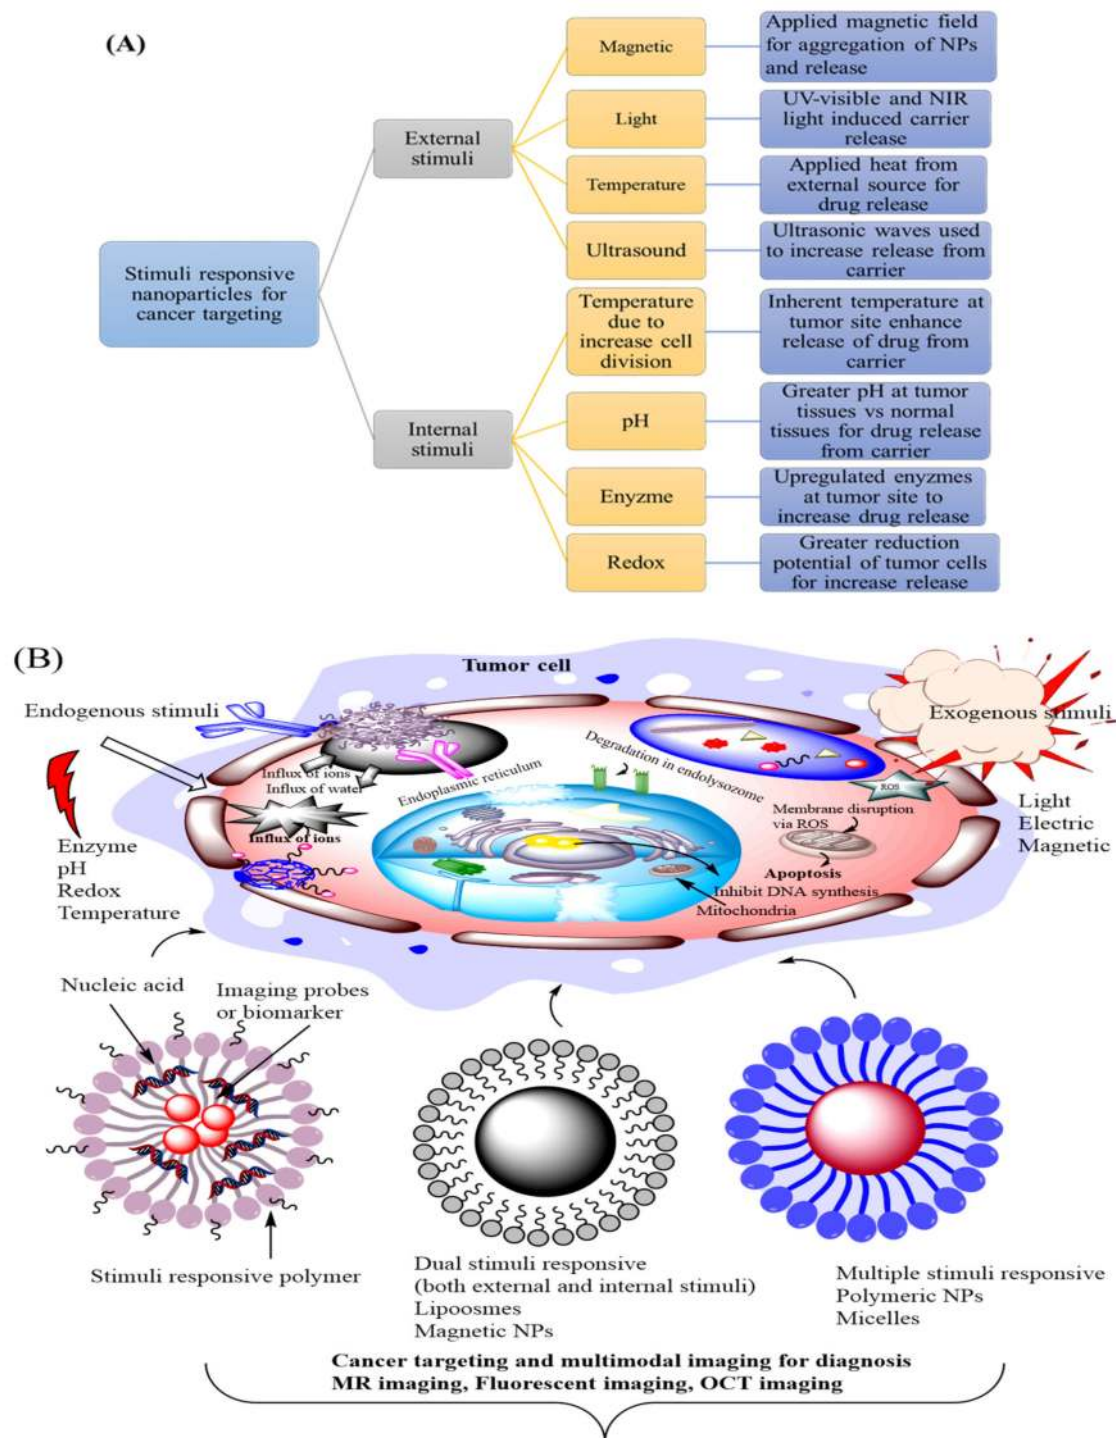 (A)
Stimuli responsive
nanoparticles for
cancer targeting
External
stimuli
Magnetic
Applied magnetic field
for aggregation of NPs
and release
Light
UV-visible and NIR
light induced carrier
release
Temperature
Applied heat from
external source for
drug release
Ultrasound
Ultrasonic waves used
to increase release from
carrier
Internal
stimuli
Temperature
due to
increase cell
division
Inherent temperature at
tumor site enhance
release of drug from
carrier
pH
Greater pH at tumor
tissues vs normal
tissues for drug release
from carrier
Enyzme
Upregulated enyzmes
at tumor site to
increase drug release
Redox
Greater reduction
potential of tumor cells
for increase release
(B)
Tumor cell
Endogenous stimuli
Exogenous stimuli
Influx of ions
Influx of water
Influx of ions
Endoplasmic reticulum
Degradation in endolysozome
ROS
Membrane disruption
via ROS
Apoptosis
Inhibit DNA synthesis
Mitochondria
Light
Electric
Magnetic
Enzyme
pH
Redox
Temperature
Nucleic acid
Imaging probes
or biomarker
Stimuli responsive polymer
Dual stimuli responsive
(both external and internal stimuli)
Lipoosmes
Magnetic NPs
Multiple stimuli responsive
Polymeric NPs
Micelles
Cancer targeting and multimodal imaging for diagnosis
MR imaging, Fluorescent imaging, OCT imaging